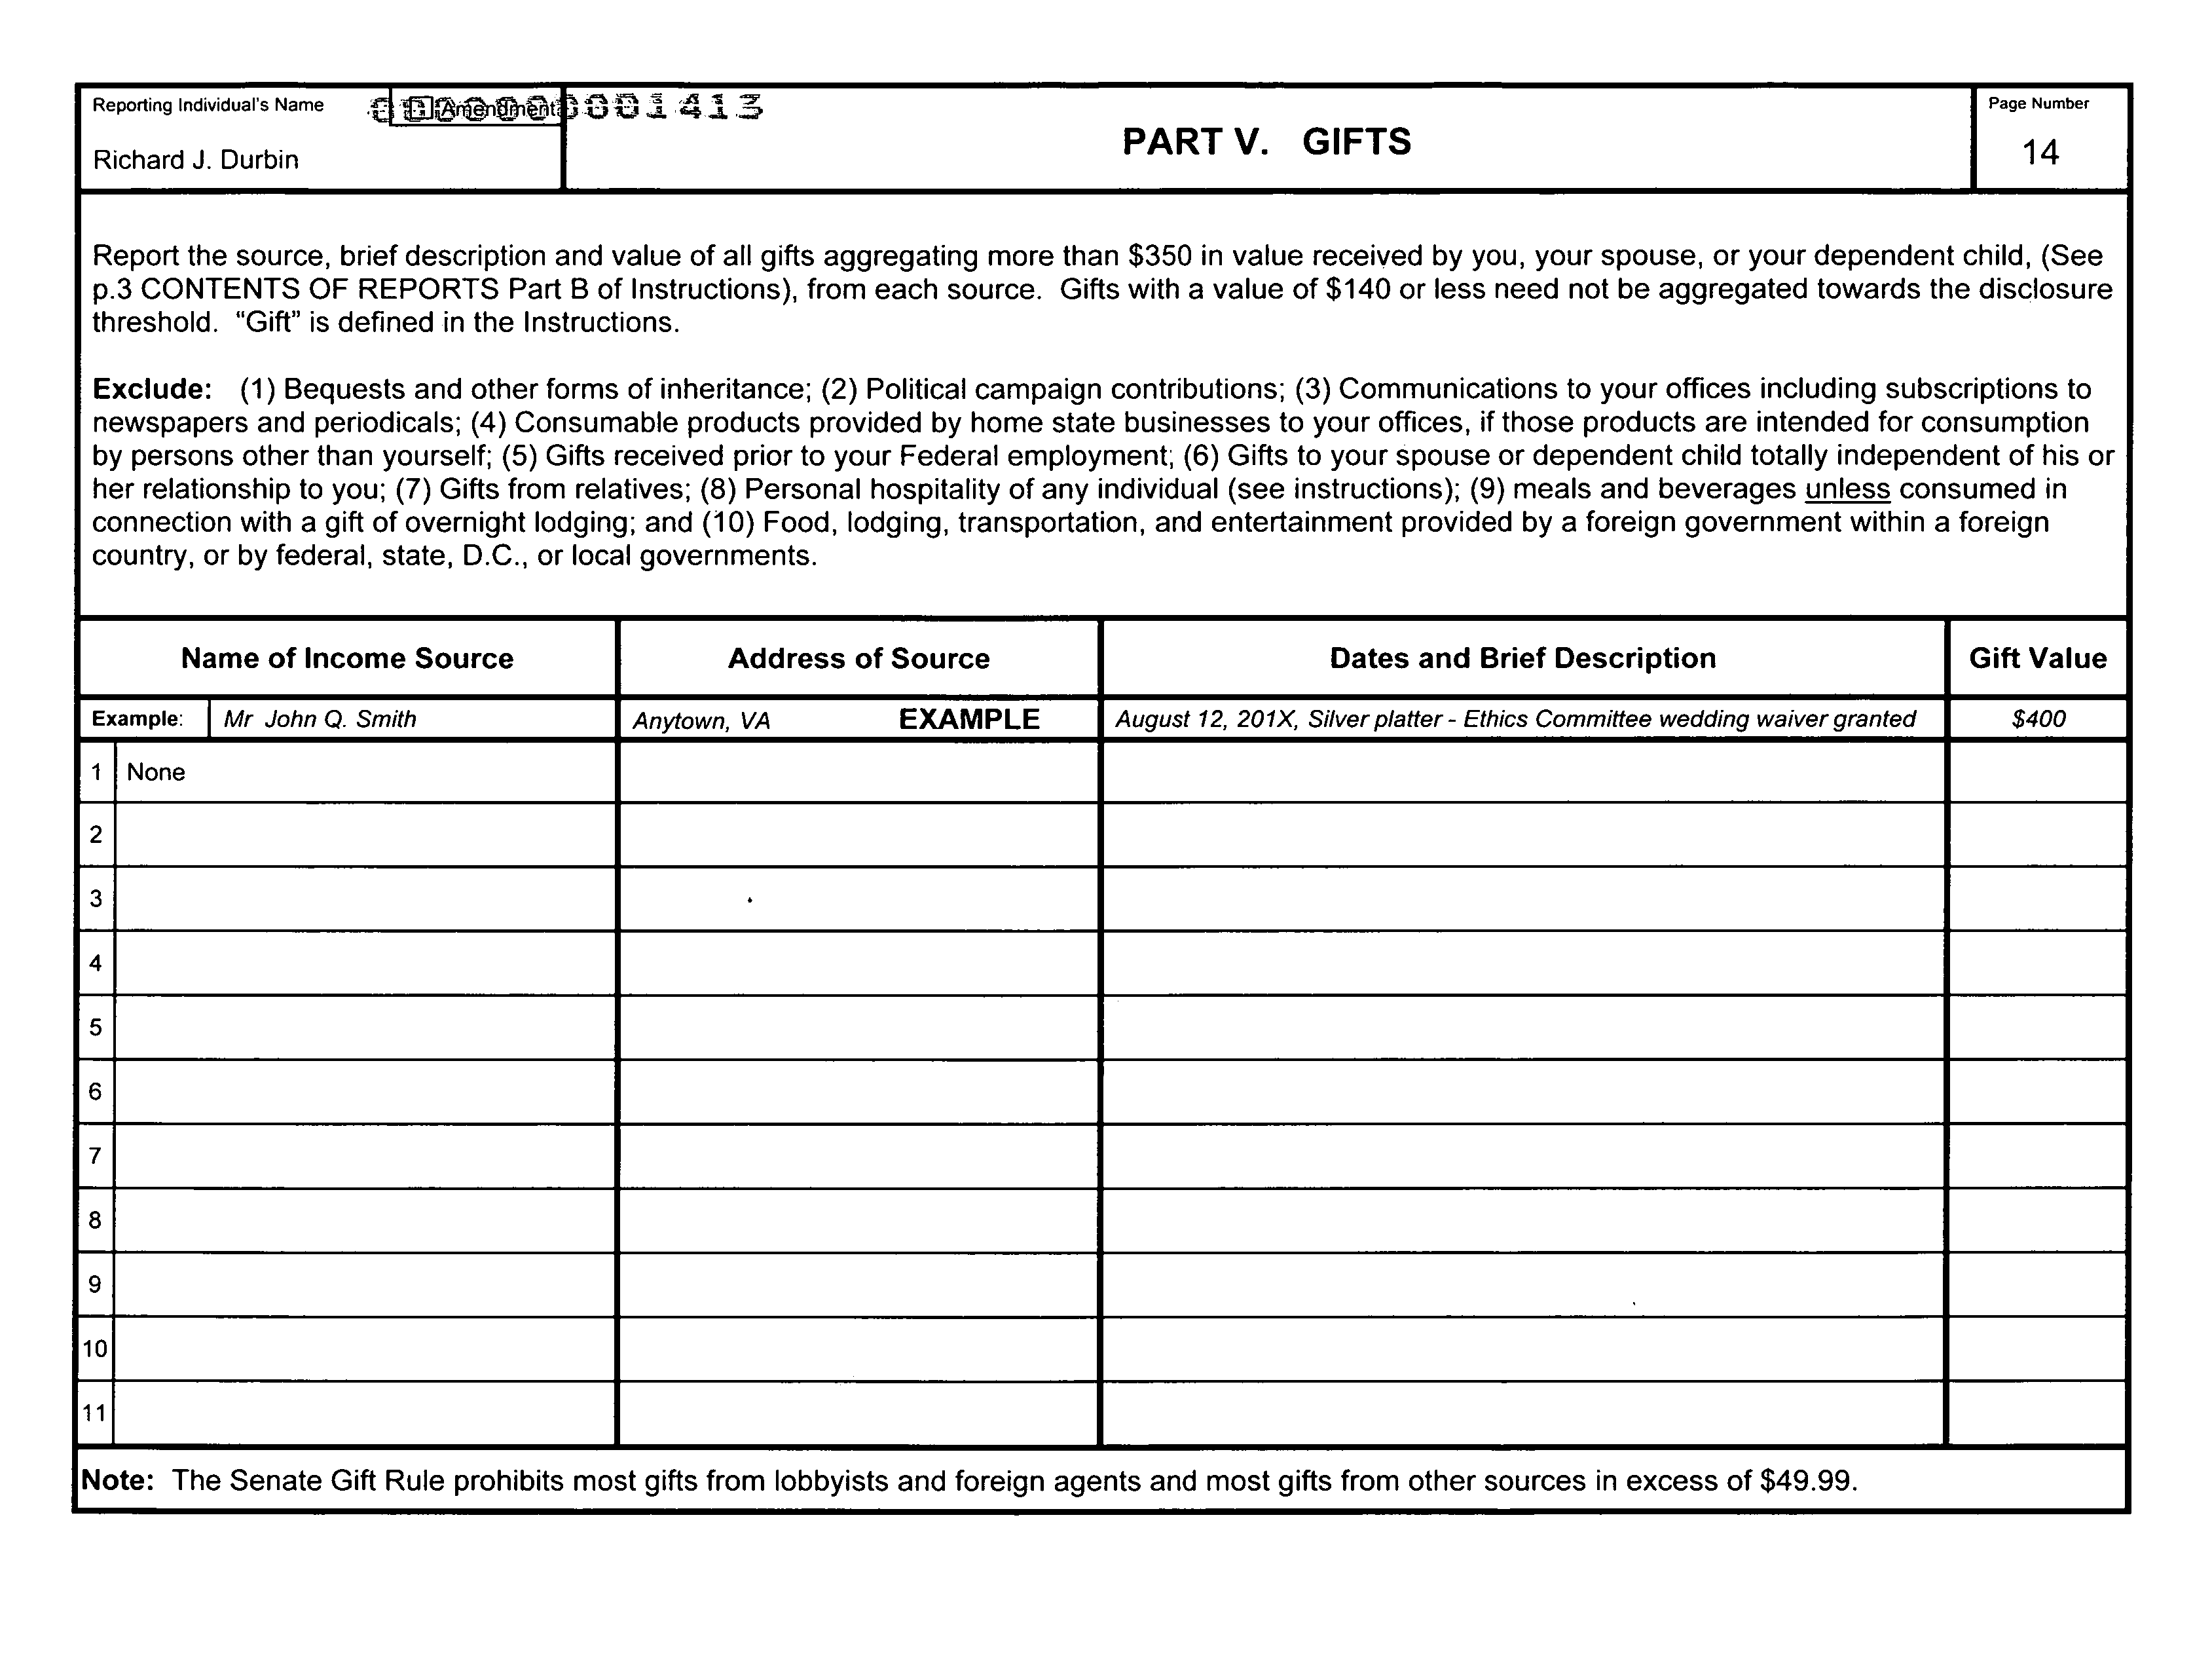 Reporting Individual's Name
Amendment
Richard J. Durbin
PART V. GIFTS
Page Number
14
Report the source, brief description and value of all gifts aggregating more than $350 in value received by you, your spouse, or your dependent child, (See
p.3 CONTENTS OF REPORTS Part B of Instructions), from each source. Gifts with a value of $140 or less need not be aggregated towards the disclosure
threshold. “Gift” is defined in the Instructions.
Exclude: (1) Bequests and other forms of inheritance; (2) Political campaign contributions; (3) Communications to your offices including subscriptions to
newspapers and periodicals; (4) Consumable products provided by home state businesses to your offices, if those products are intended for consumption
by persons other than yourself; (5) Gifts received prior to your Federal employment; (6) Gifts to your spouse or dependent child totally independent of his or
her relationship to you; (7) Gifts from relatives; (8) Personal hospitality of any individual (see instructions); (9) meals and beverages unless consumed in
connection with a gift of overnight lodging; and (10) Food, lodging, transportation, and entertainment provided by a foreign government within a foreign
country, or by federal, state, D.C., or local governments.
Name of Income Source Address of Source Dates and Brief Description Gift Value
Example: Mr John Q. Smith Anytown, VA EXAMPLE August 12, 201X, Silver platter - Ethics Committee wedding waiver granted $400
1 None
2
3
4
5
6
7
8
9
10
11
Note: The Senate Gift Rule prohibits most gifts from lobbyists and foreign agents and most gifts from other sources in excess of $49.99.